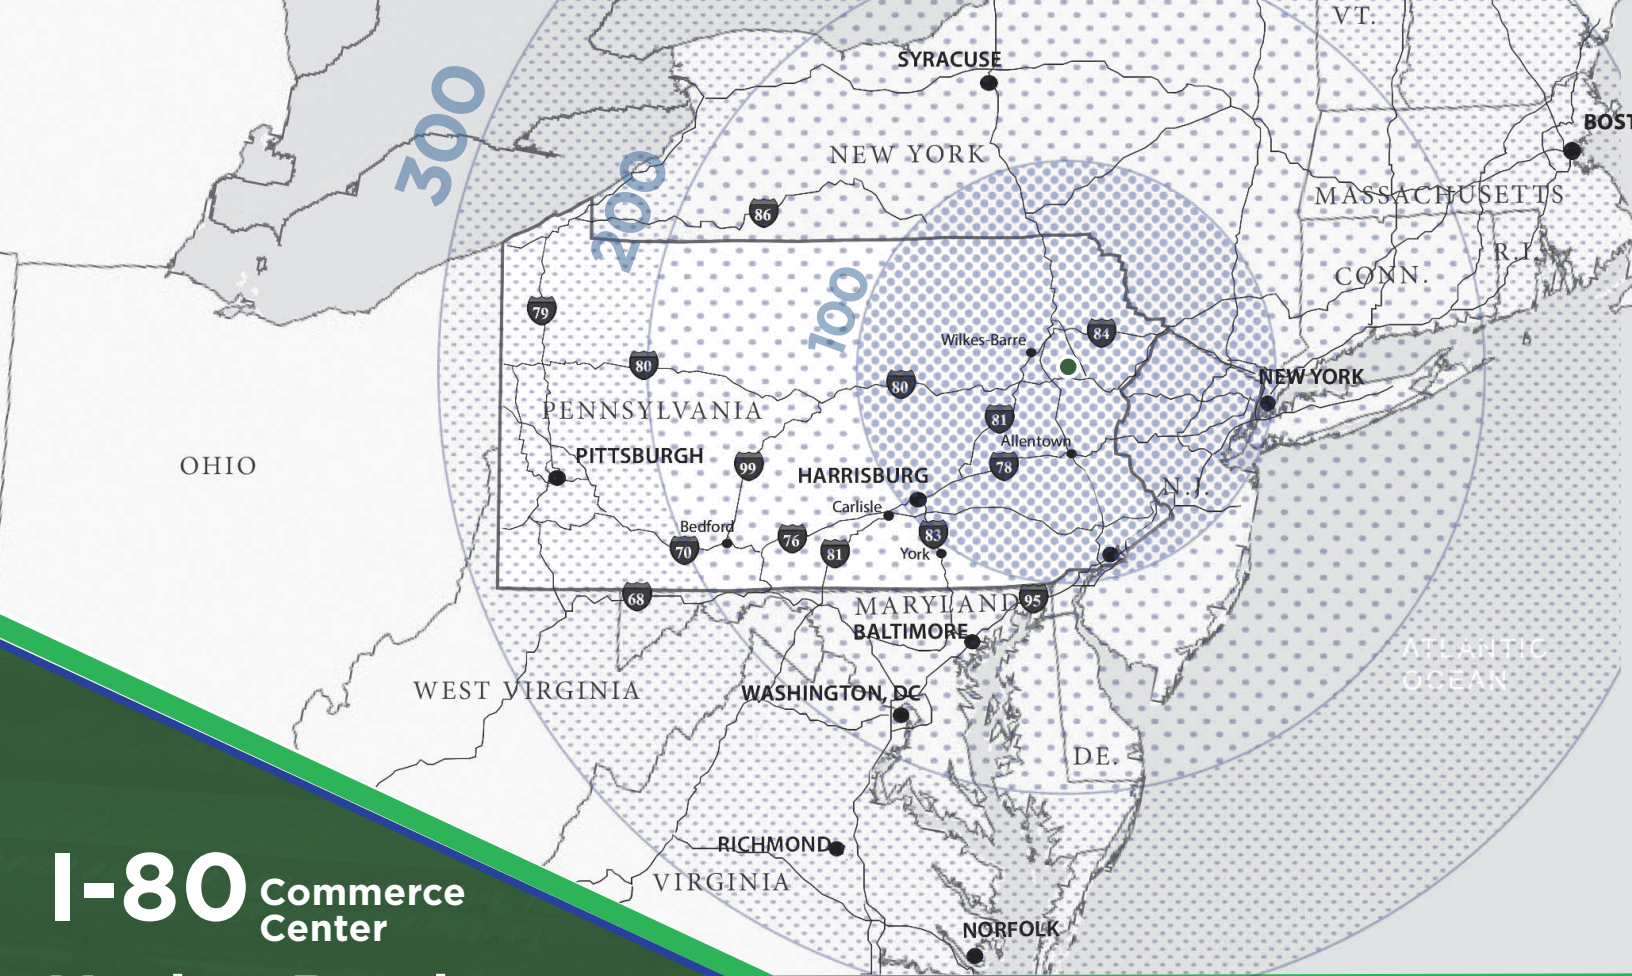 VT.
SYRACUSE
300
BOST
NEW YORK
200
MASSACHUSETTS
86
R.I.
CONN.
100
79
84
Wilkes-Barre
80
NEW YORK
80
PENNSYLVANIA
81
Allentown
PITTSBURGH
OHIO
99
78
HARRISBURG
N.J.
Carlisle
Bedford
76
83
70
81
York
68
95
MARYLAND
BALTIMORE
ATLANTIC
OCEAN
WEST VIRGINIA
WASHINGTON, DC
DE.
RICHMOND
VIRGINIA
I-80 Commerce
Center
NORFOLK